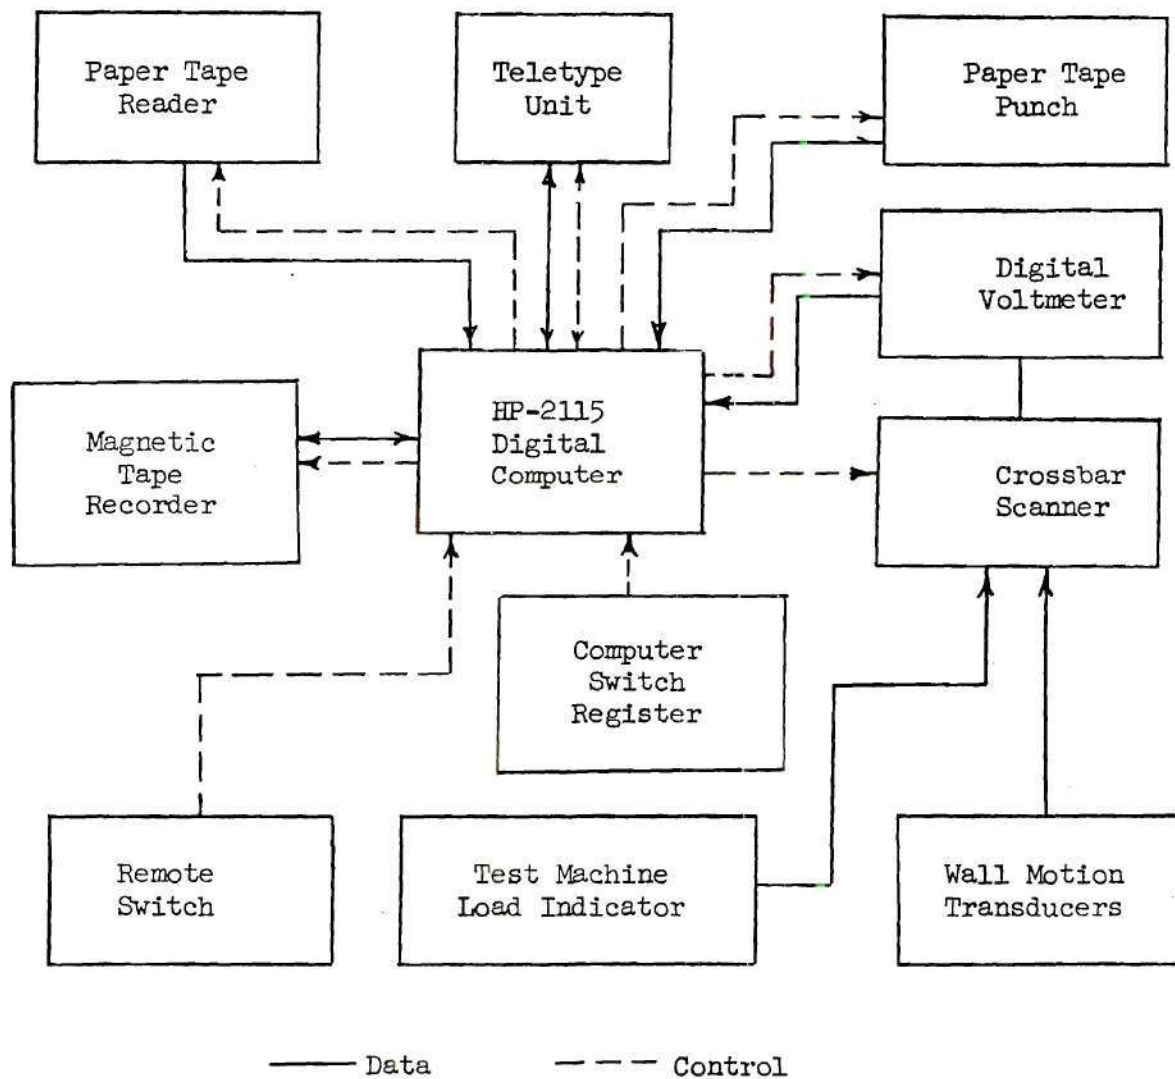 Paper Tape
Reader
Teletype
Unit
Paper Tape
Punch
Digital
Voltmeter
HP-2115
Digital
Computer
Magnetic
Tape
Recorder
Crossbar
Scanner
Computer
Switch
Register
Remote
Switch
Test Machine
Load Indicator
Wall Motion
Transducers
Data
Control